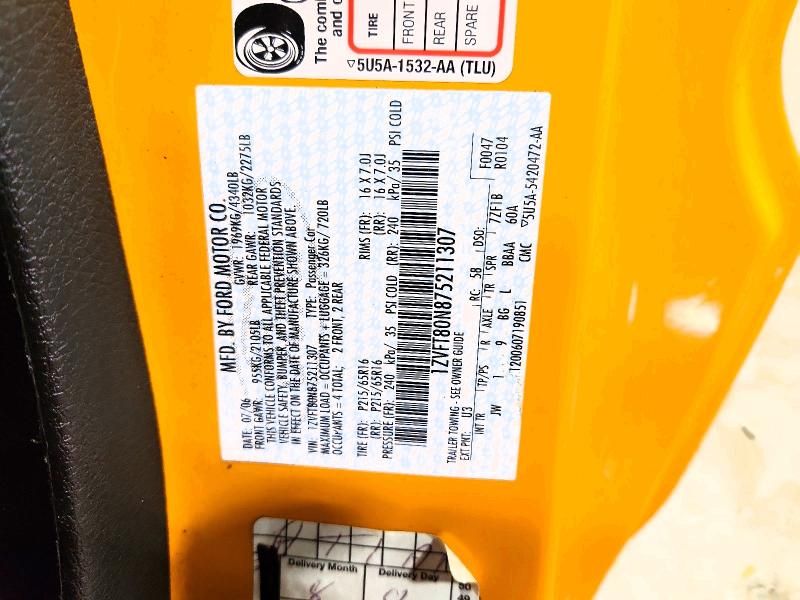 The com
and c
TIRE
FRONT
REAR
SPARE
▽5U5A-1532-AA (TLU)
MFD. BY FORD MOTOR CO.
DATE: 07/06 GVWR: 1969KG/4340LB
FRONT GAWR: 955KG/2105LB REAR GAWR: 1032KG/2275LB
THIS VEHICLE CONFORMS TO ALL APPLICABLE FEDERAL MOTOR
VEHICLE SAFETY, BUMPER, AND THEFT PREVENTION STANDARDS
IN EFFECT ON THE DATE OF MANUFACTURE SHOWN ABOVE.
VIN: 1ZVFT80N875211307 TYPE: Passenger Car
MAXIMUM LOAD = OCCUPANTS + LUGGAGE = 326KG/ 720LB
OCCUPANTS = 4 TOTAL; 2 FRONT, 2 REAR
TIRE (FR): P215/65R16 RIMS (FR): 16 X 7.0J
(RR): P215/65R16 (RR): 16 X 7.0J
PRESSURE (FR): 240 kPa/ 35 PSI COLD (RR): 240 kPa/ 35 PSI COLD
1ZVFT80N875211307
TRAILER TOWING - SEE OWNER GUIDE F0047
EXT PNT: U3 RC: 58 DSO: R0104
INT TR TP/PS R AXLE TR SPR 7ZF1B
JW 1 9 BG L BBAA 60A
1200607190851 CMC ▽5U5A-5420472-AA
Delivery Month
Delivery Day